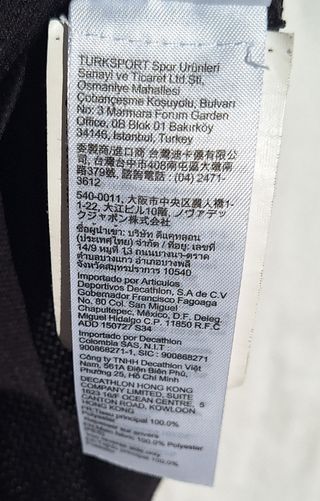 TURKSPORT Spor Ürünleri
Sanayi ve Ticaret Ltd.Şti,
Osmaniye Mahallesi
Çobançeşme Koşuyolu, Bulvarı
No: 3 Marmara Forum Garden
Office, 0B Blok 01 Bakırköy
34146, Istanbul, Turkey
委製商/進口商 台灣迪卡儂有限公
司, 台灣台中市408南屯區大墩南
路379號, 諮詢電話: (04) 2471-
3612
540-0011, 大阪市中央区農人橋1-
1-22, 大江ビル10階, ノヴァデッ
クジャポン株式会社
ชื่อผู้นำเข้า: บริษัท ดีแคทลอน
(ประเทศไทย) จำกัด / ที่อยู่: เลขที่
14/9 หมู่ที่ 13 ถนนบางนา-ตราด
ตำบลบางแก้ว อำเภอบางพลี
จังหวัดสมุทรปราการ 10540
Importado por Articulos
Deportivos Decathlon, S.A de C.V
Gobernador Francisco Fagoaga
No. 80 Col. San Miguel
Chapultepec, México, D.F. Deleg.
Miguel Hidalgo C.P. 11850 R.F.C
ADD 150727 S34
Importado por Decathlon
Colombia SAS, N.I.T
900868271-1, SIC: 900868271
Công ty TNHH Decathlon Việt
Nam, 561A Điện Biên Phủ,
Phường 25, Hồ Chí Minh
DECATHLON HONG KONG
COMPANY LIMITED, SUITE
1623 16/F OCEAN CENTRE, 5
CANTON ROAD, KOWLOON
HONG KONG
FR/Tissu principal 100.0%
fabric 100.0% Polyester
100.0%